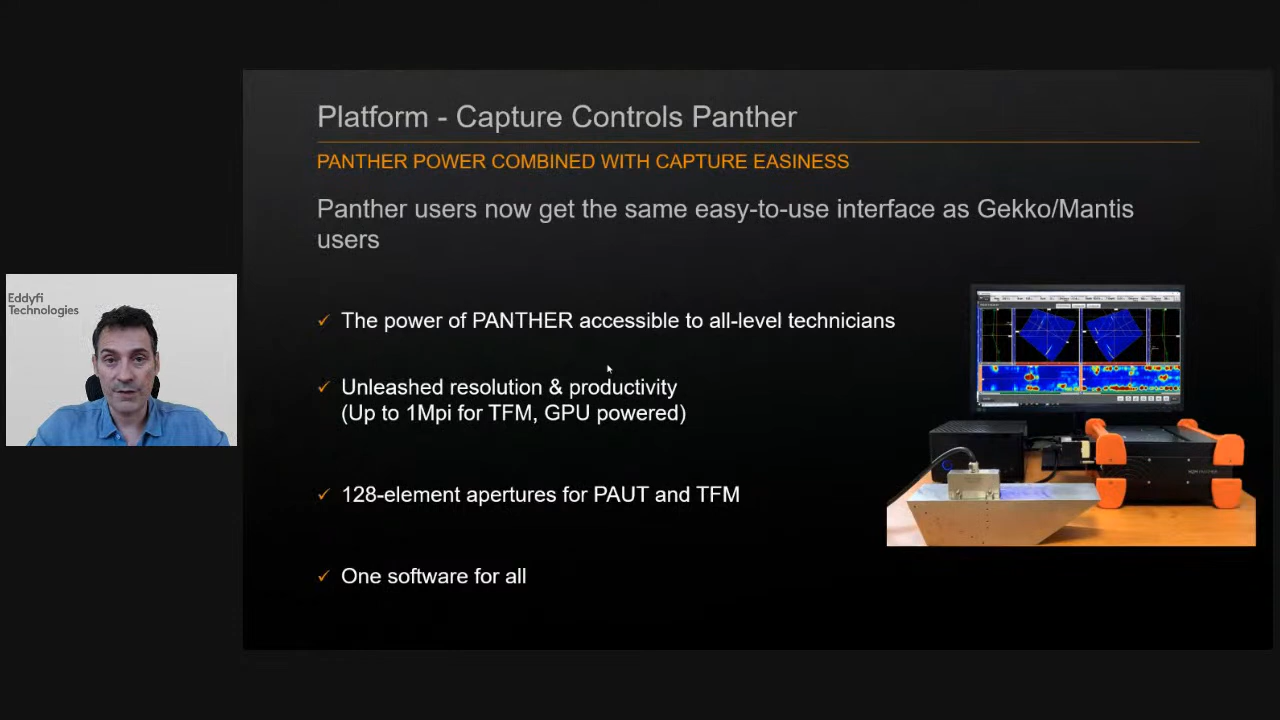 Platform - Capture Controls Panther
PANTHER POWER COMBINED WITH CAPTURE EASINESS
Panther users now get the same easy-to-use interface as Gekko/Mantis
users
Eddyfi
Technologies
The power of PANTHER accessible to all-level technicians
Unleashed resolution & productivity
(Up to 1Mpi for TFM, GPU powered)
128-element apertures for PAUT and TFM
One software for all